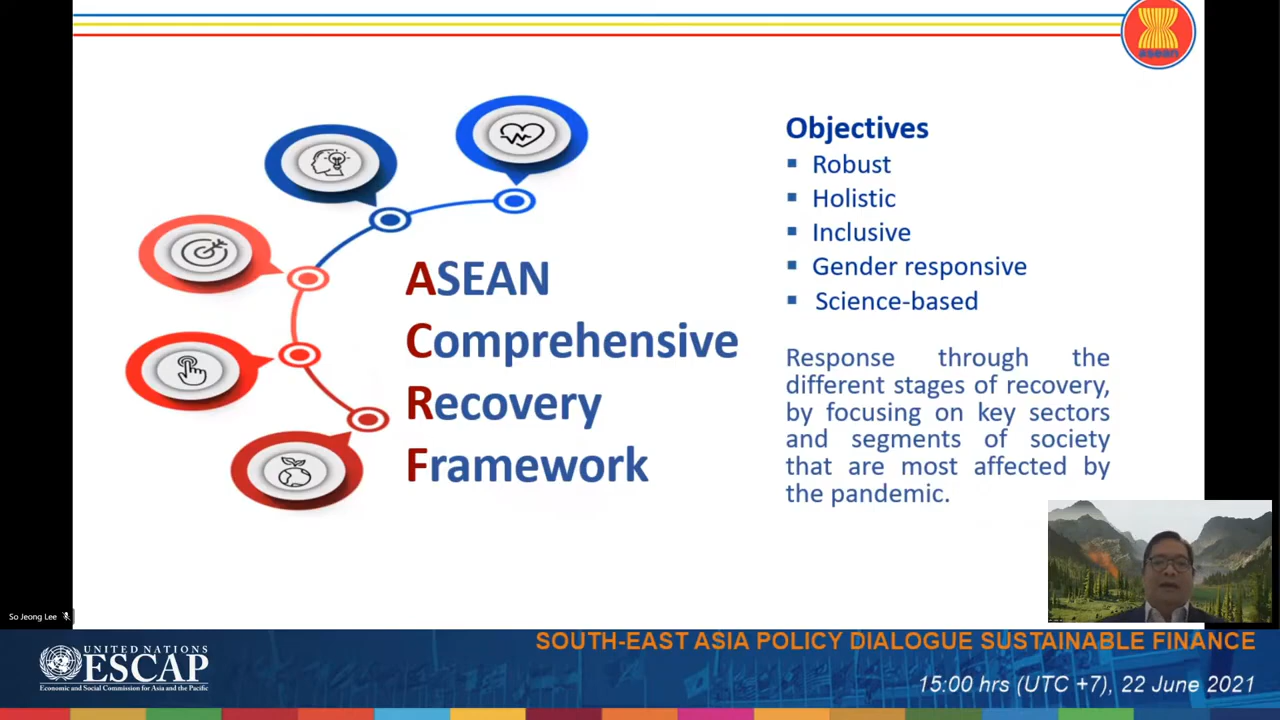 asean
Objectives
Robust
Holistic
Inclusive
Gender responsive
Science-based
ASEAN
Comprehensive
Recovery
Framework
Response through the
different stages of recovery,
by focusing on key sectors
and segments of society
that are most affected by
the pandemic.
So Jeong Lee
UNITED NATIONS
ESCAP
Economic and Social Commission for Asia and the Pacific
SOUTH-EAST ASIA POLICY DIALOGUE SUSTAINABLE FINANCE
15:00 hrs (UTC +7), 22 June 2021